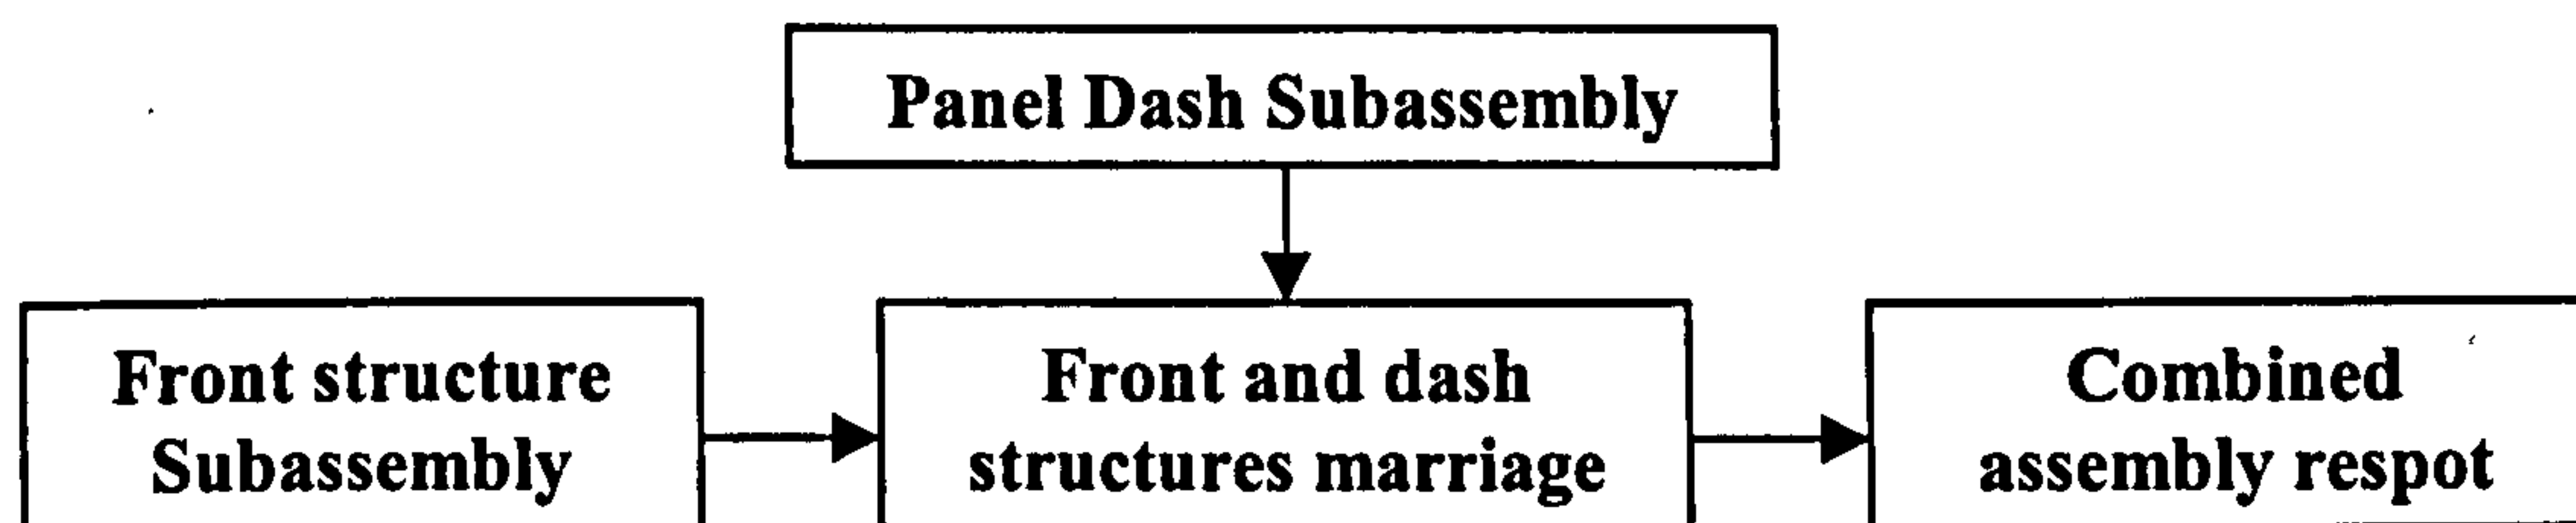 Panel Dash Subassembly
Front structure
Subassembly
Front and dash
structures marriage
Combined
assembly respot